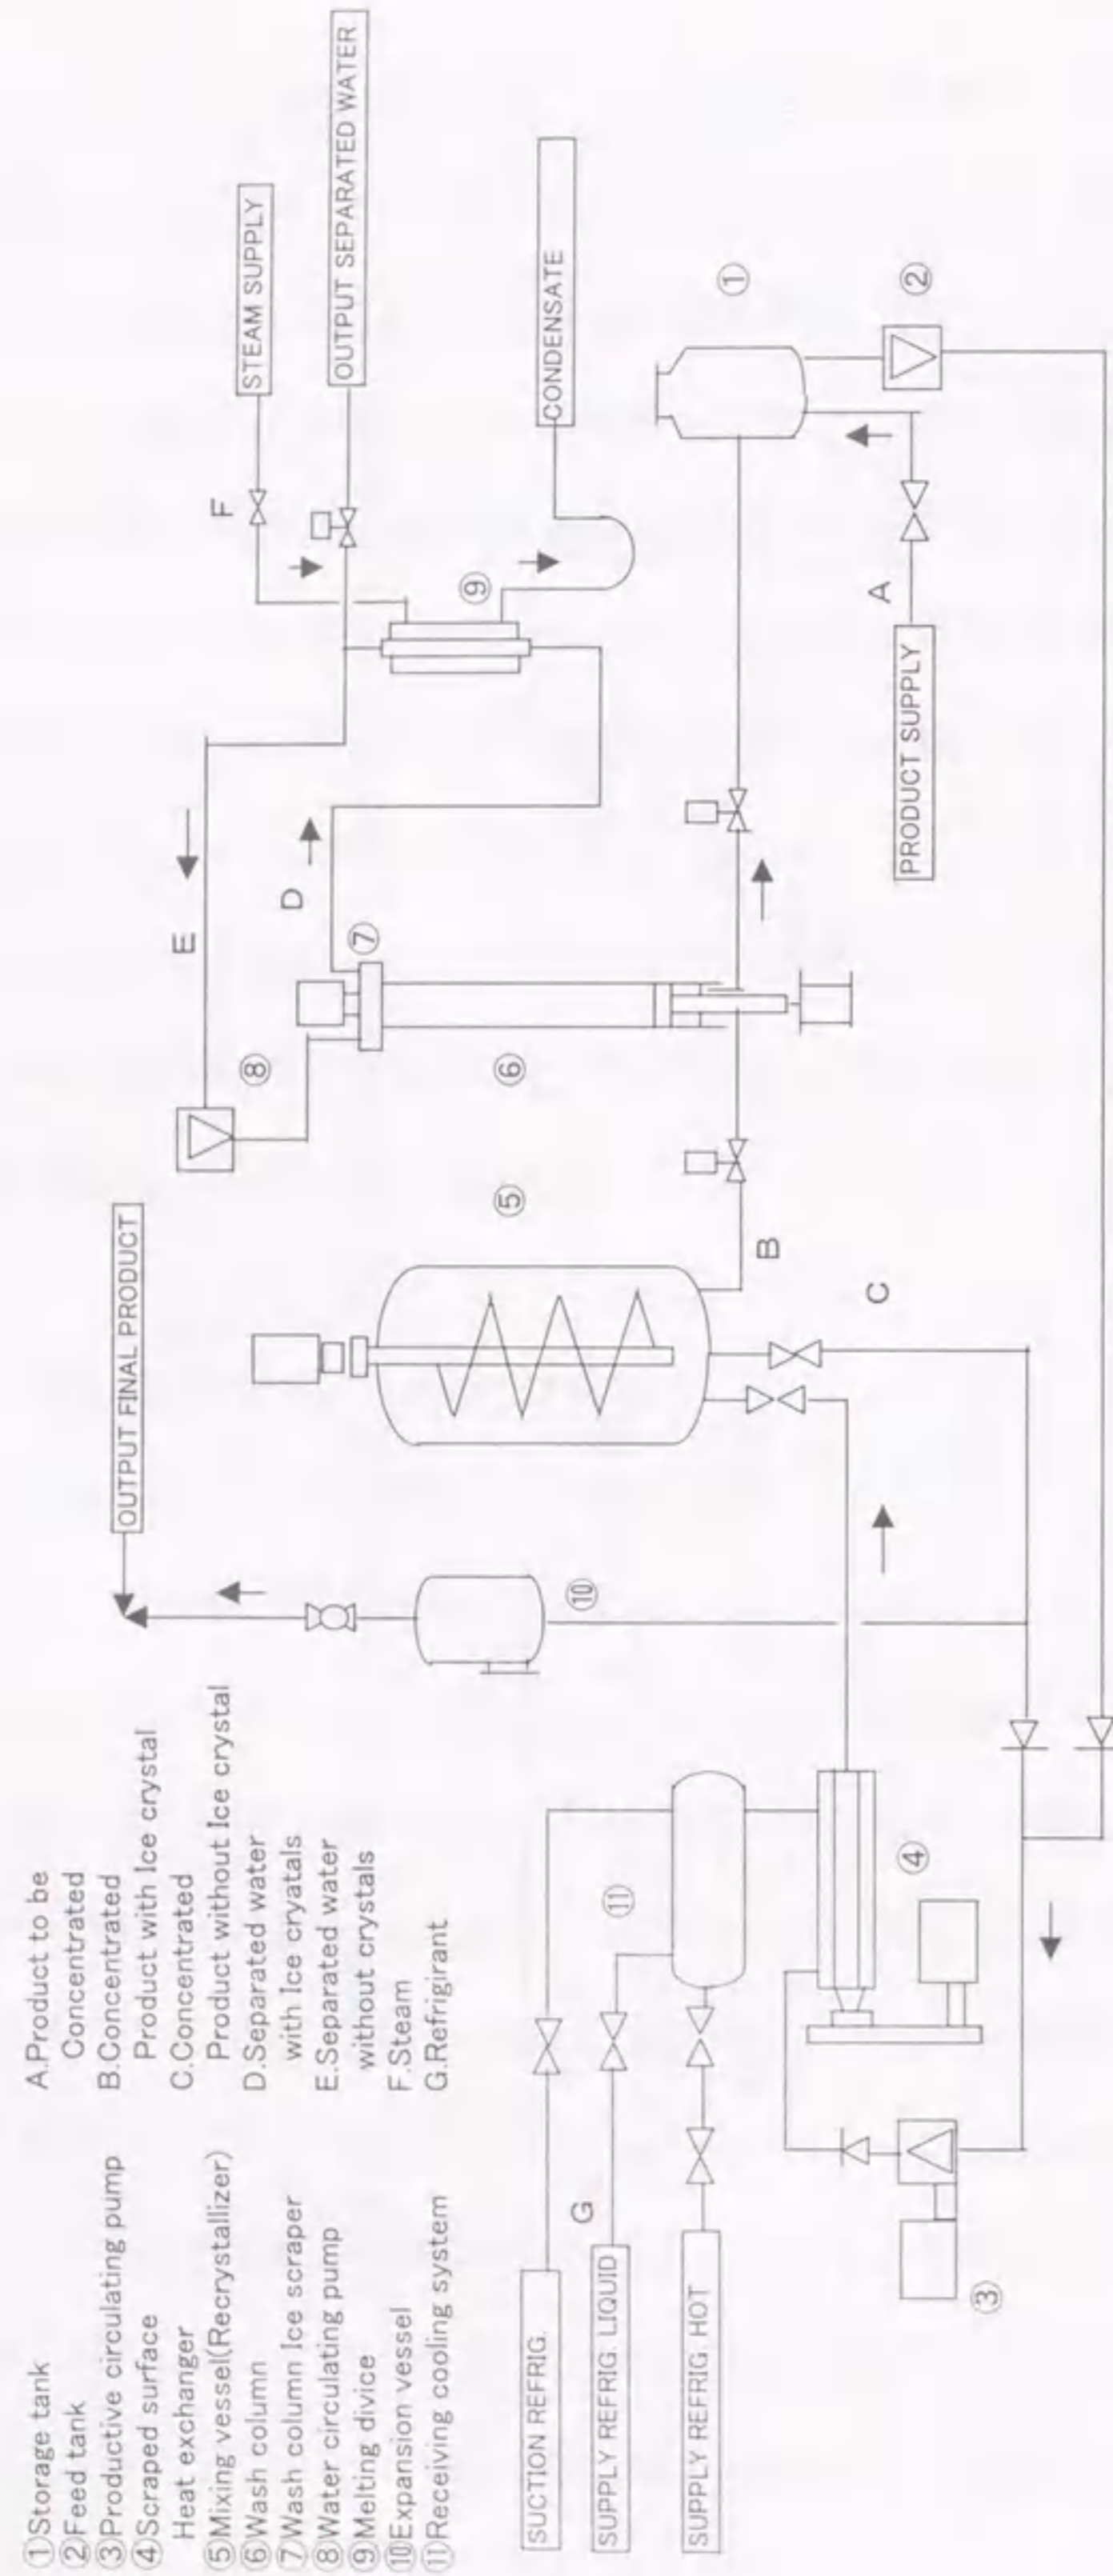 ①Storage tank
②Feed tank
③Productive circulating pump
④Scraped surface
Heat exchanger
⑤Mixing vessel(Recrystallizer)
⑥Wash column
⑦Wash column Ice scraper
⑧Water circulating pump
⑨Melting divice
⑩Expansion vessel
⑪Receiving cooling system
A.Product to be
Concentrated
B.Concentrated
Product with Ice crystal
C.Concentrated
Product without Ice crystal
D.Separated water
with Ice cryatals
E.Separated water
without crystals
F.Steam
G.Refrigirant
OUTPUT FINAL PRODUCT
STEAM SUPPLY
OUTPUT SEPARATED WATER
CONDENSATE
PRODUCT SUPPLY
SUCTION REFRIG.
SUPPLY REFRIG. LIQUID
SUPPLY REFRIG. HOT
E
F
D
⑧
⑦
⑨
⑥
⑤
①
②
A
B
C
⑩
⑪
G
④
③